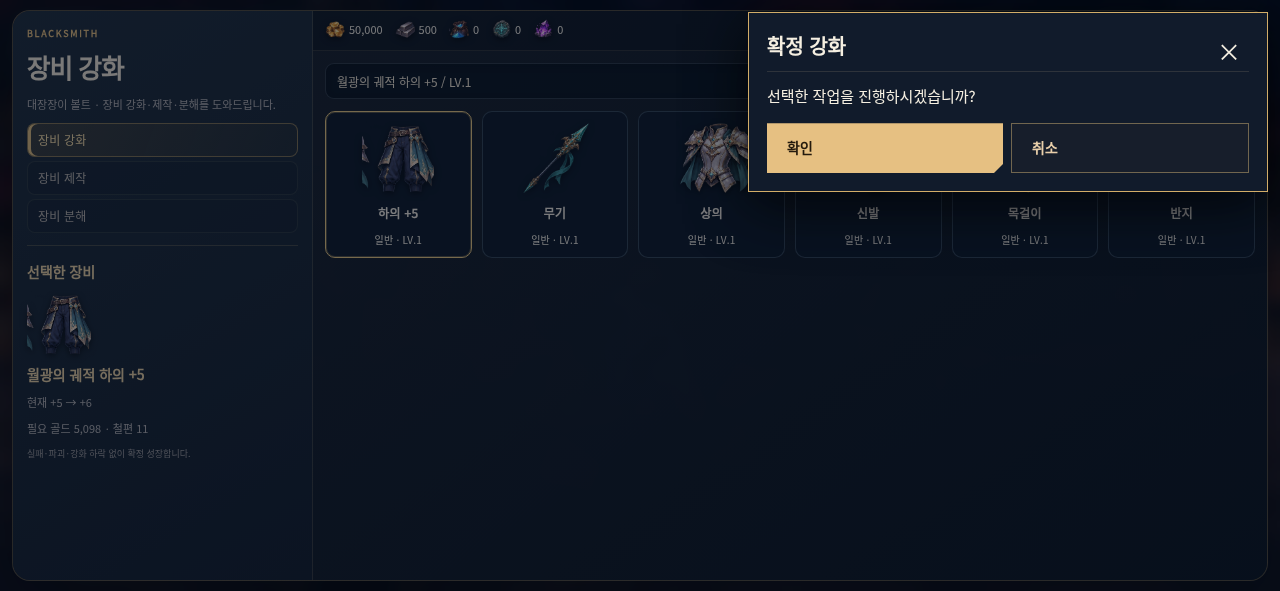 BLACKSMITH
장비 강화
대장장이 볼트 · 장비 강화·제작·분해를 도와드립니다.
장비 강화
장비 제작
장비 분해
선택한 장비
월광의 궤적 하의 +5
현재 +5 → +6
필요 골드 5,098 · 철편 11
실패·파괴·강화 하락 없이 확정 성장합니다.
50,000 500 0 0 0
월광의 궤적 하의 +5 / LV.1
하의 +5
일반 · LV.1
무기
일반 · LV.1
상의
일반 · LV.1
신발
일반 · LV.1
목걸이
일반 · LV.1
반지
일반 · LV.1
확정 강화
선택한 작업을 진행하시겠습니까?
확인
취소